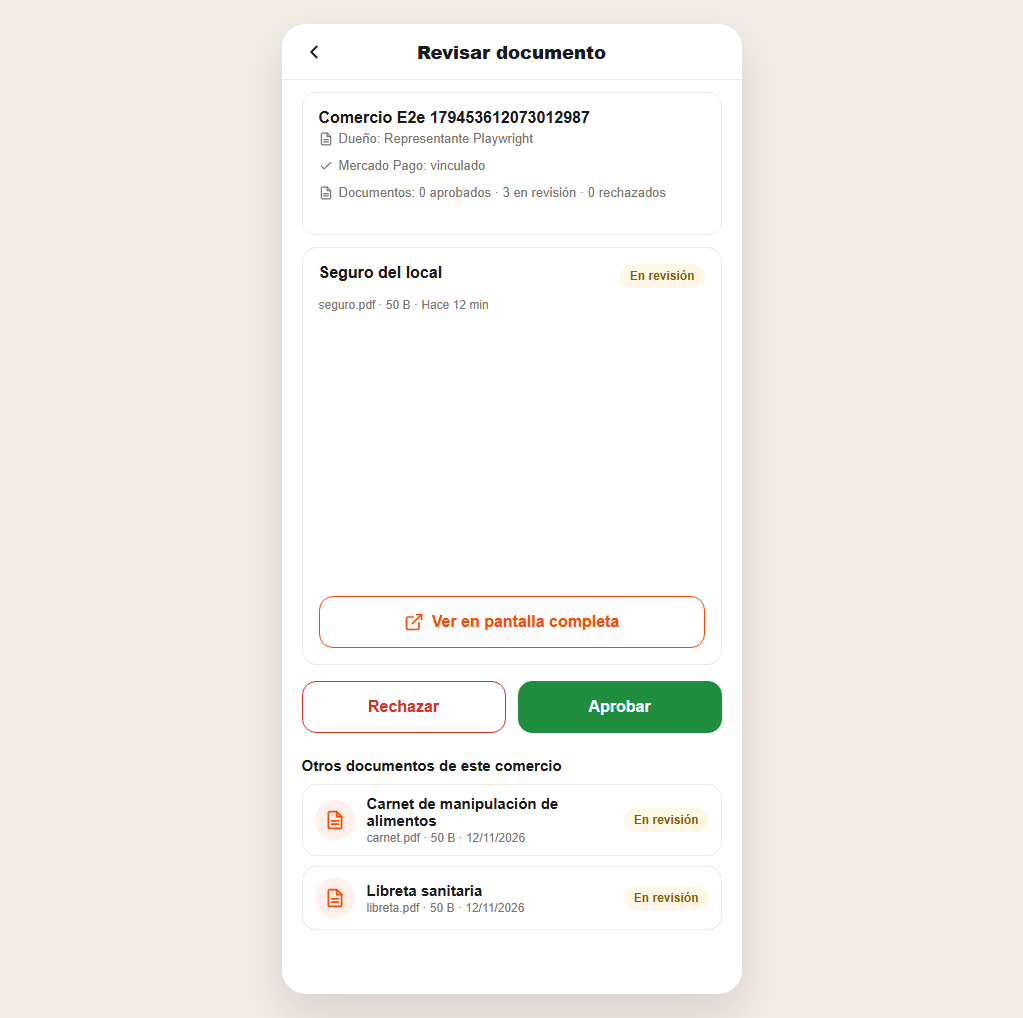 Revisar documento
Comercio E2e 179453612073012987
Dueño: Representante Playwright
Mercado Pago: vinculado
Documentos: 0 aprobados · 3 en revisión · 0 rechazados
Seguro del local
En revisión
seguro.pdf · 50 B · Hace 12 min
Ver en pantalla completa
Rechazar
Aprobar
Otros documentos de este comercio
Carnet de manipulación de
alimentos
En revisión
carnet.pdf · 50 B · 12/11/2026
Libreta sanitaria
En revisión
libreta.pdf · 50 B · 12/11/2026